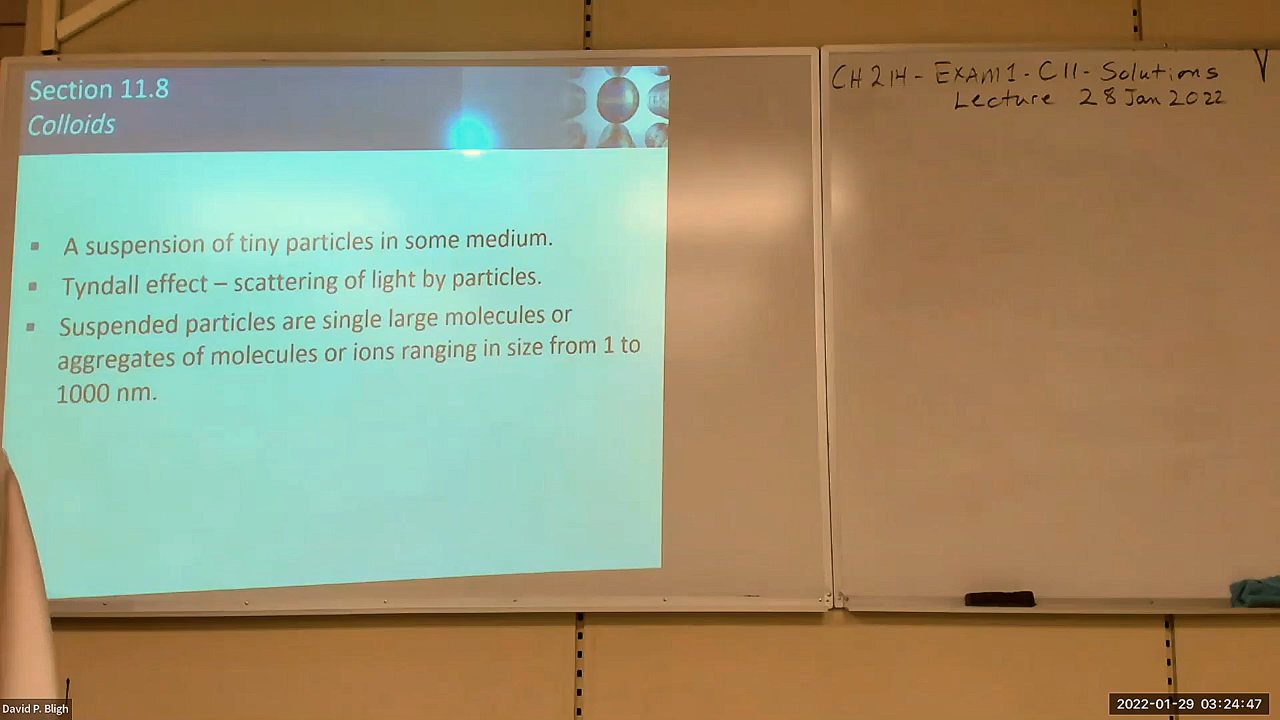 Section 11.8
Colloids
▪ A suspension of tiny particles in some medium.
▪ Tyndall effect – scattering of light by particles.
▪ Suspended particles are single large molecules or
aggregates of molecules or ions ranging in size from 1 to
1000 nm.
CH 214 - EXAM 1 - C11 - Solutions
Lecture 28 Jan 2022
David P. Bligh
2022-01-29 03:24:47